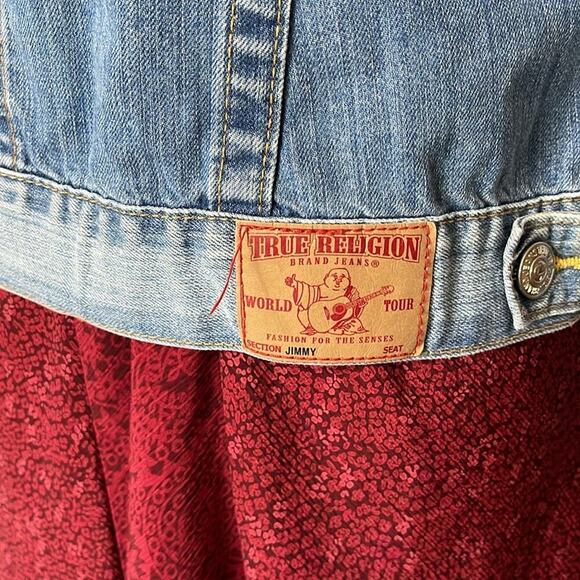 TRUE RELIGION
BRAND JEANS®
WORLD TOUR
FASHION FOR THE SENSES
SECTION JIMMY SEAT